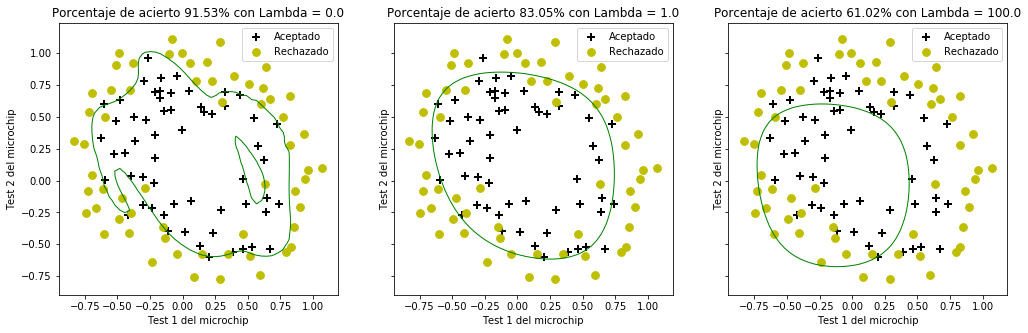 Porcentaje de acierto 91.53% con Lambda = 0.0
Aceptado
Rechazado
1.00
0.75
0.50
0.25
0.00
−0.25
−0.50
−0.75
Test 2 del microchip
−0.75 −0.50 −0.25 0.00 0.25 0.50 0.75 1.00
Test 1 del microchip
Porcentaje de acierto 83.05% con Lambda = 1.0
Aceptado
Rechazado
Test 2 del microchip
−0.75 −0.50 −0.25 0.00 0.25 0.50 0.75 1.00
Test 1 del microchip
Porcentaje de acierto 61.02% con Lambda = 100.0
Aceptado
Rechazado
Test 2 del microchip
−0.75 −0.50 −0.25 0.00 0.25 0.50 0.75 1.00
Test 1 del microchip